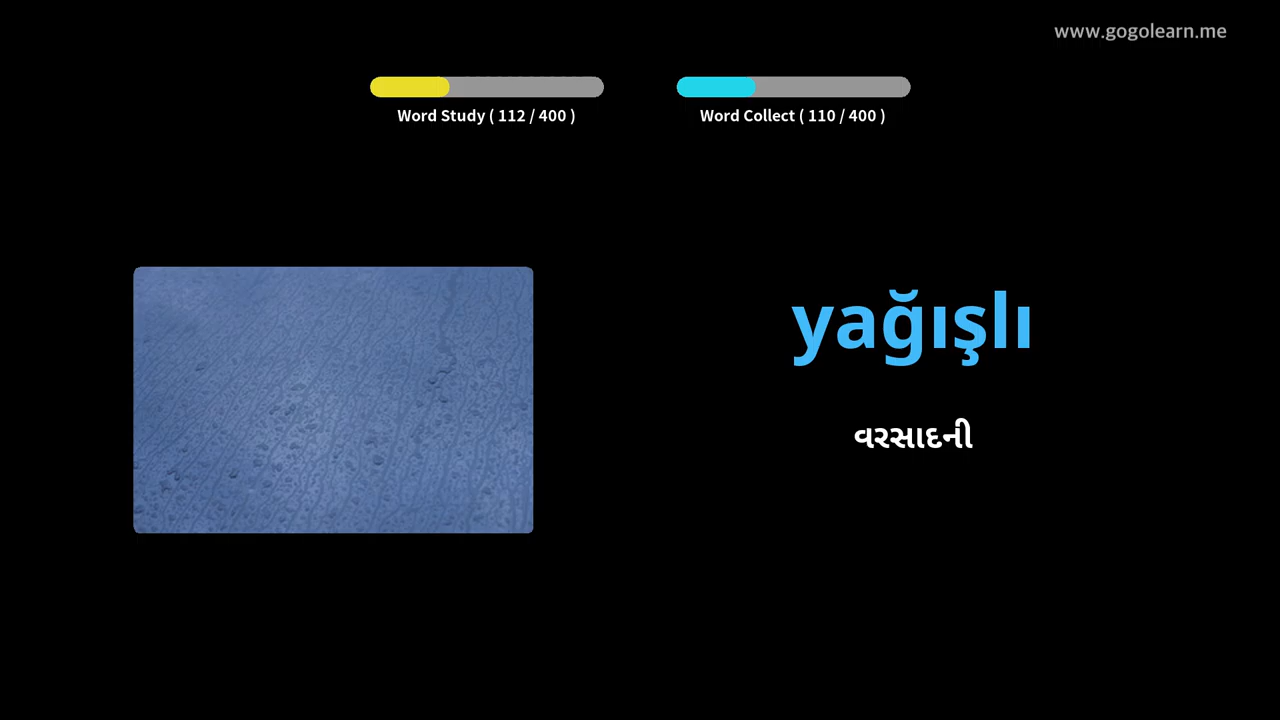 www.gogolearn.me
Word Study ( 112 / 400 )
Word Collect ( 110 / 400 )
yağışlı
વરસાદની